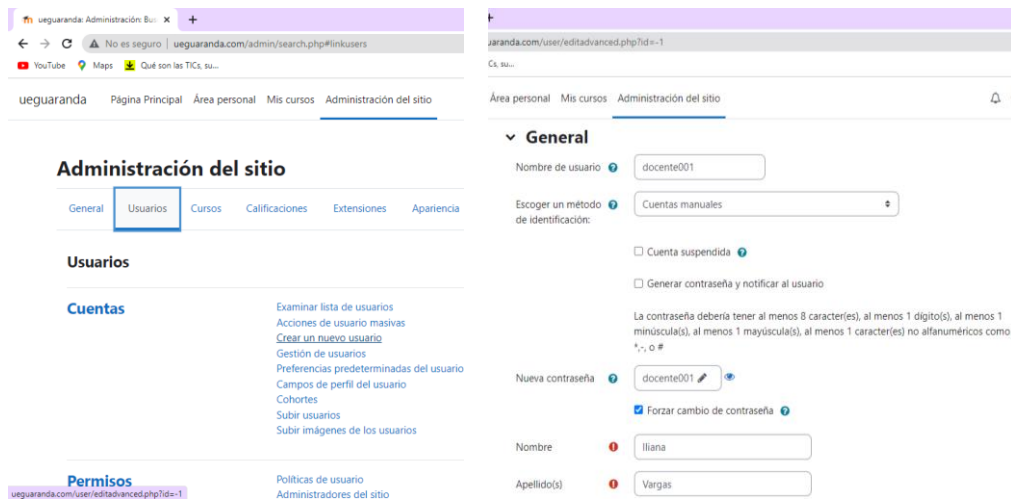 ueguaranda: Administración: Bus
No es seguro | ueguaranda.com/admin/search.php#linkusers
YouTube Maps Qué son las TICs, su...
ueguaranda Página Principal Área personal Mis cursos Administración del sitio
Administración del sitio
General Usuarios Cursos Calificaciones Extensiones Apariencia
Usuarios
Cuentas
Examinar lista de usuarios
Acciones de usuario masivas
Crear un nuevo usuario
Gestión de usuarios
Preferencias predeterminadas del usuario
Campos de perfil del usuario
Cohortes
Subir usuarios
Subir imágenes de los usuarios
Permisos
Políticas de usuario
Administradores del sitio
ueguaranda.com/user/editadvanced.php?id=-1
uaranda.com/user/editadvanced.php?id=-1
Cs, su...
Área personal Mis cursos Administración del sitio
General
Nombre de usuario docente001
Escoger un método Cuentas manuales
de identificación:
Cuenta suspendida
Generar contraseña y notificar al usuario
La contraseña debería tener al menos 8 caracter(es), al menos 1 dígito(s), al menos 1
minúscula(s), al menos 1 mayúscula(s), al menos 1 caracter(es) no alfanuméricos como
*,-, o #
Nueva contraseña docente001
Forzar cambio de contraseña
Nombre Iliana
Apellido(s) Vargas